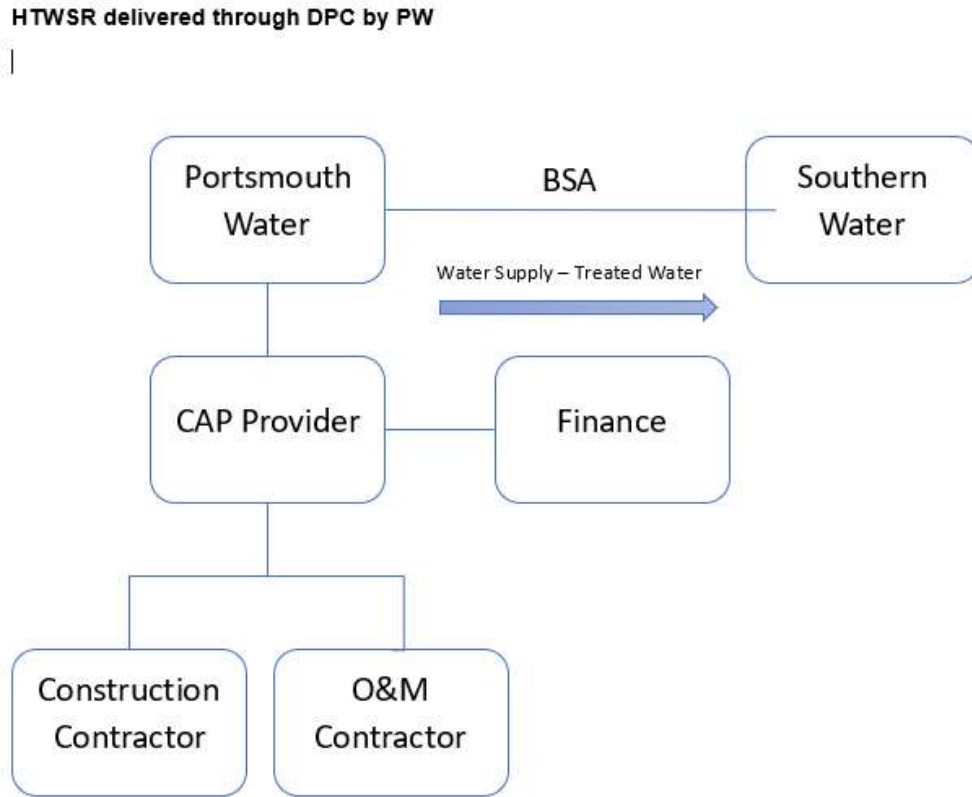 HTWSR delivered through DPC by PW
Portsmouth
Water
BSA
Southern
Water
Water Supply – Treated Water
CAP Provider
Finance
Construction
Contractor
O&M
Contractor